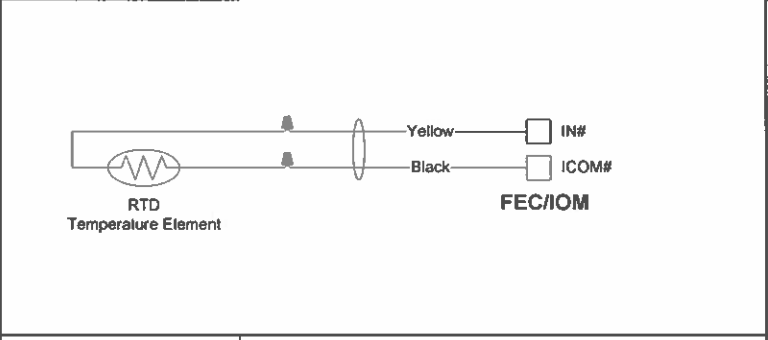 Yellow IN#
Black ICOM#
FEC/IOM
RTD
Temperature Element